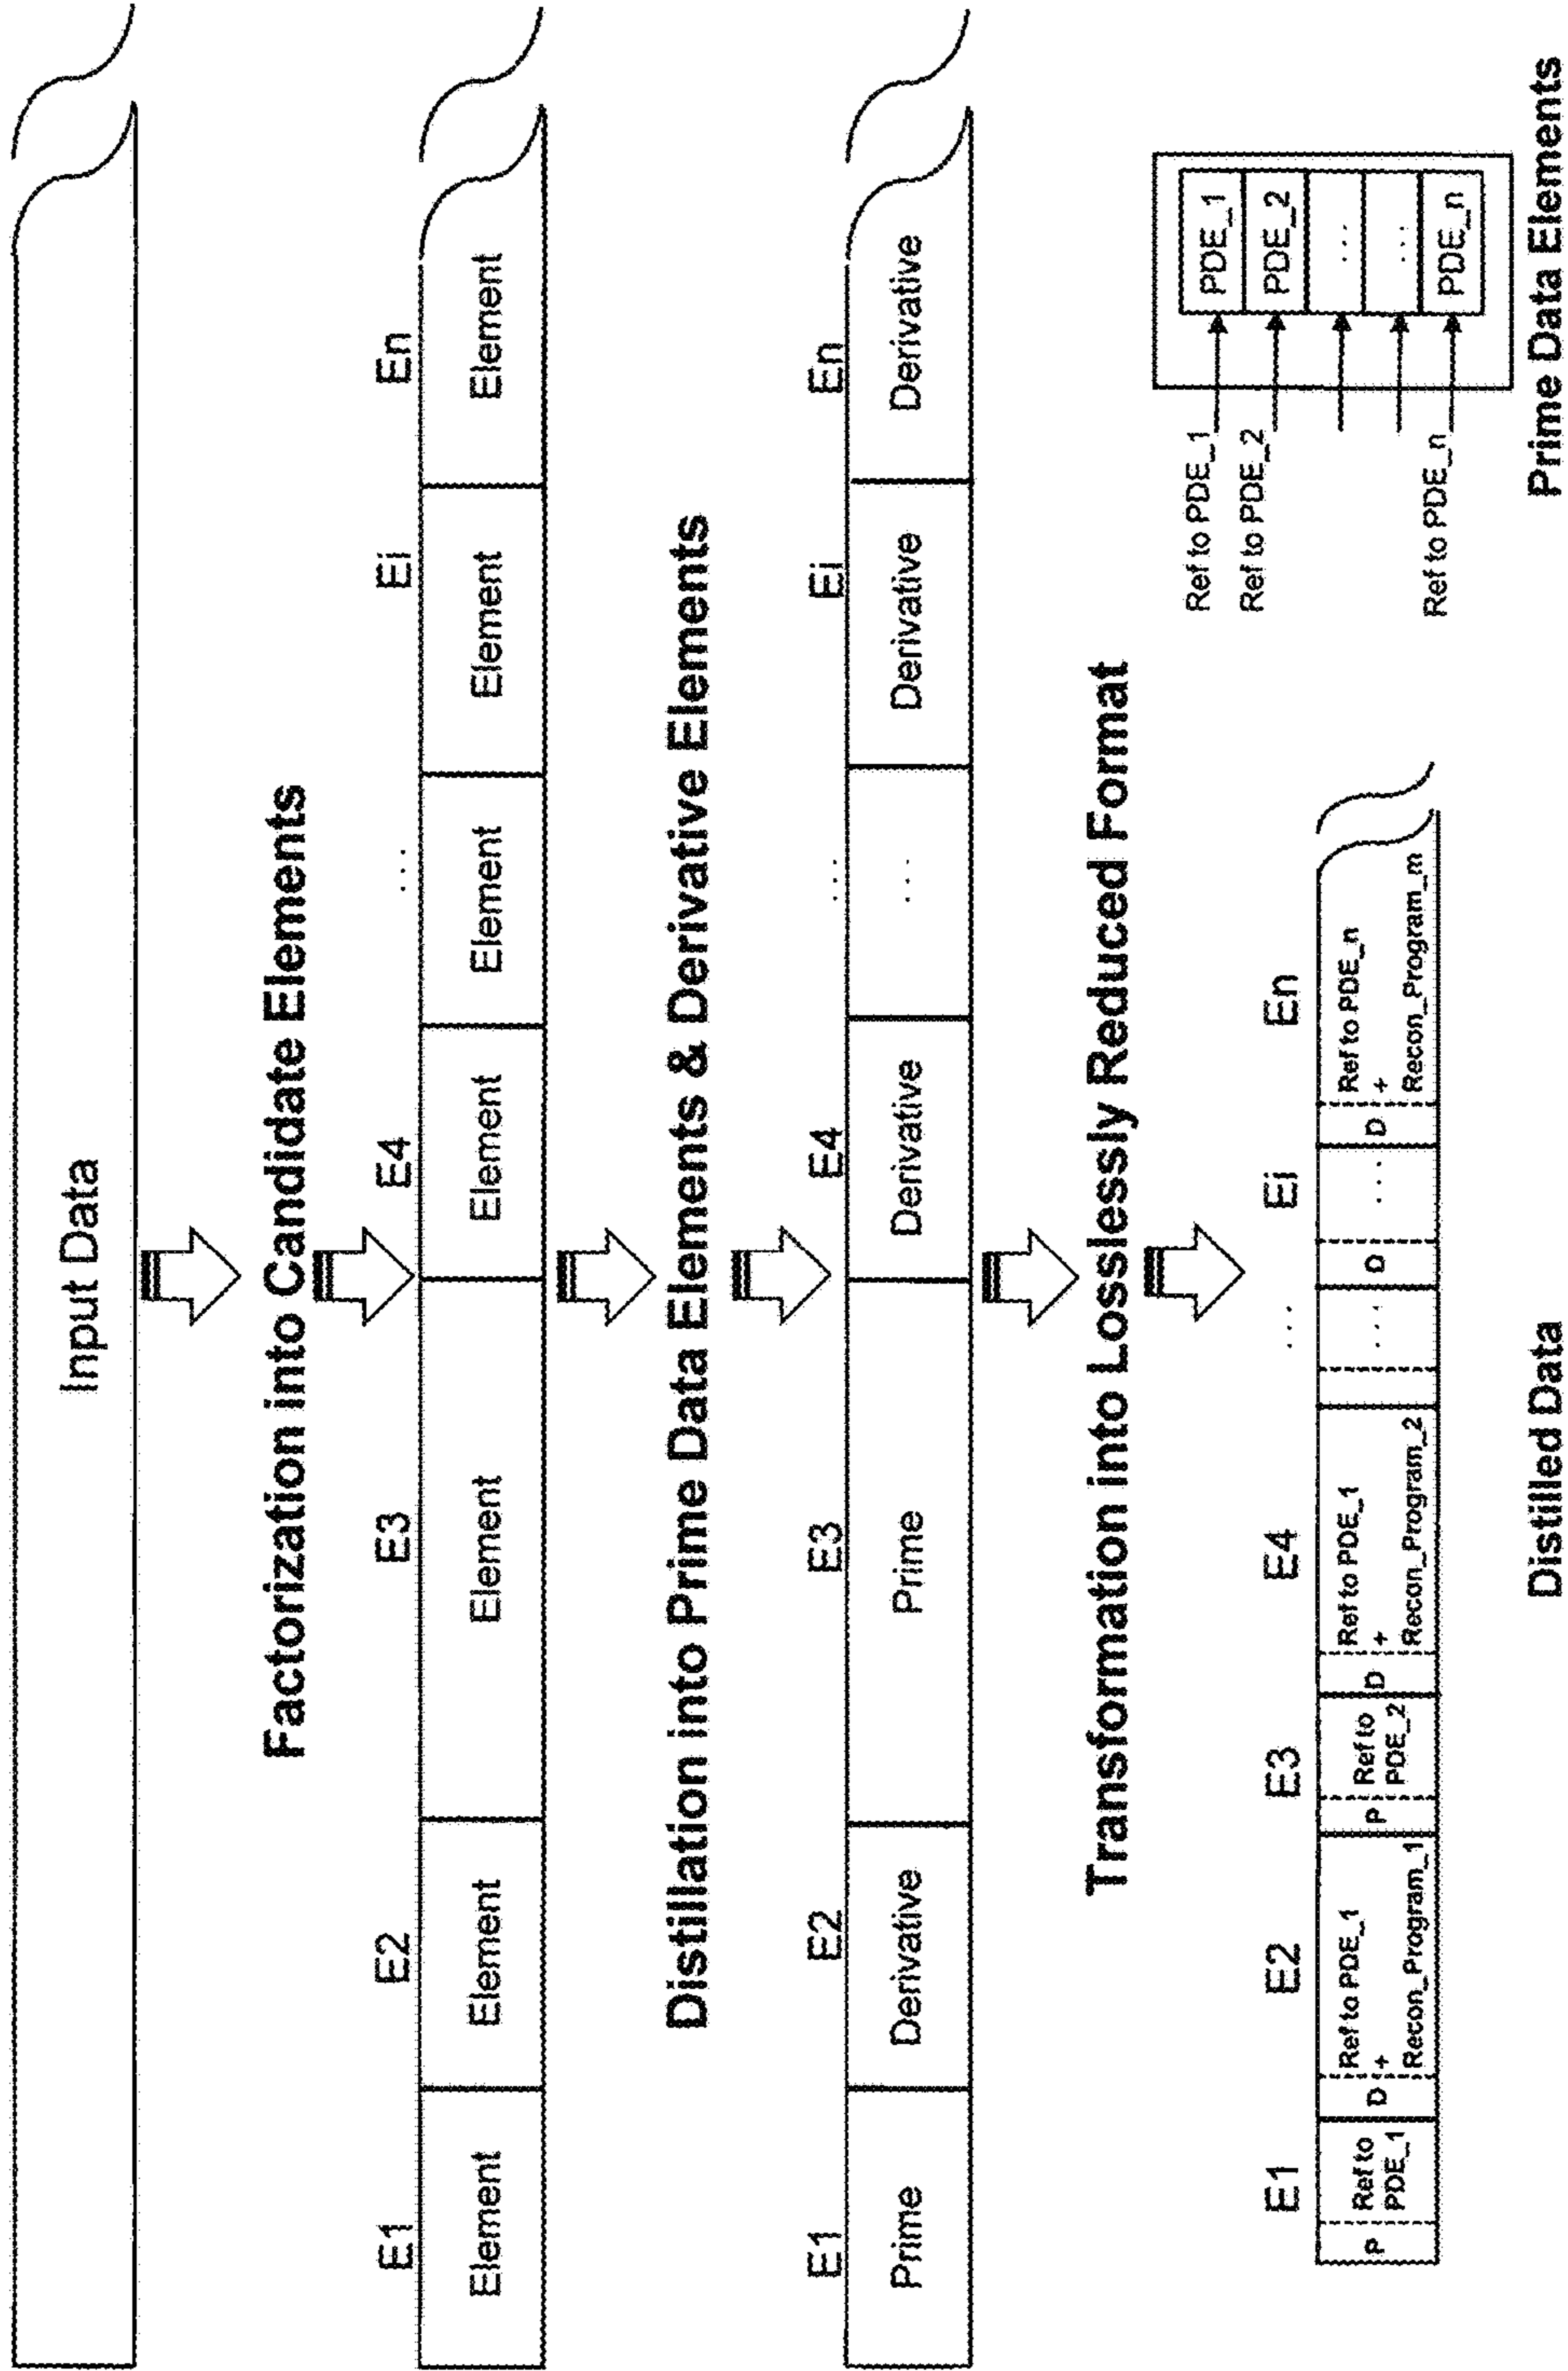 Input Data
Factorization into Candidate Elements
E1 E2 E3 E4 ... Ei En
Element Element Element Element Element Element Element
Distillation into Prime Data Elements & Derivative Elements
E1 E2 E3 E4 ... Ei En
Prime Derivative Prime Derivative ... Derivative Derivative
Transformation into Losslessly Reduced Format
E1 E2 E3 E4 ... Ei En
P Ref to PDE_1
D Ref to PDE_1
+
Recon_Program_1
P Ref to PDE_2
D Ref to PDE_1
+
Recon_Program_2
...
D ...
D Ref to PDE_n
+
Recon_Program_m
Distilled Data
Ref to PDE_1 PDE_1
Ref to PDE_2 PDE_2
...
...
Ref to PDE_n PDE_n
Prime Data Elements